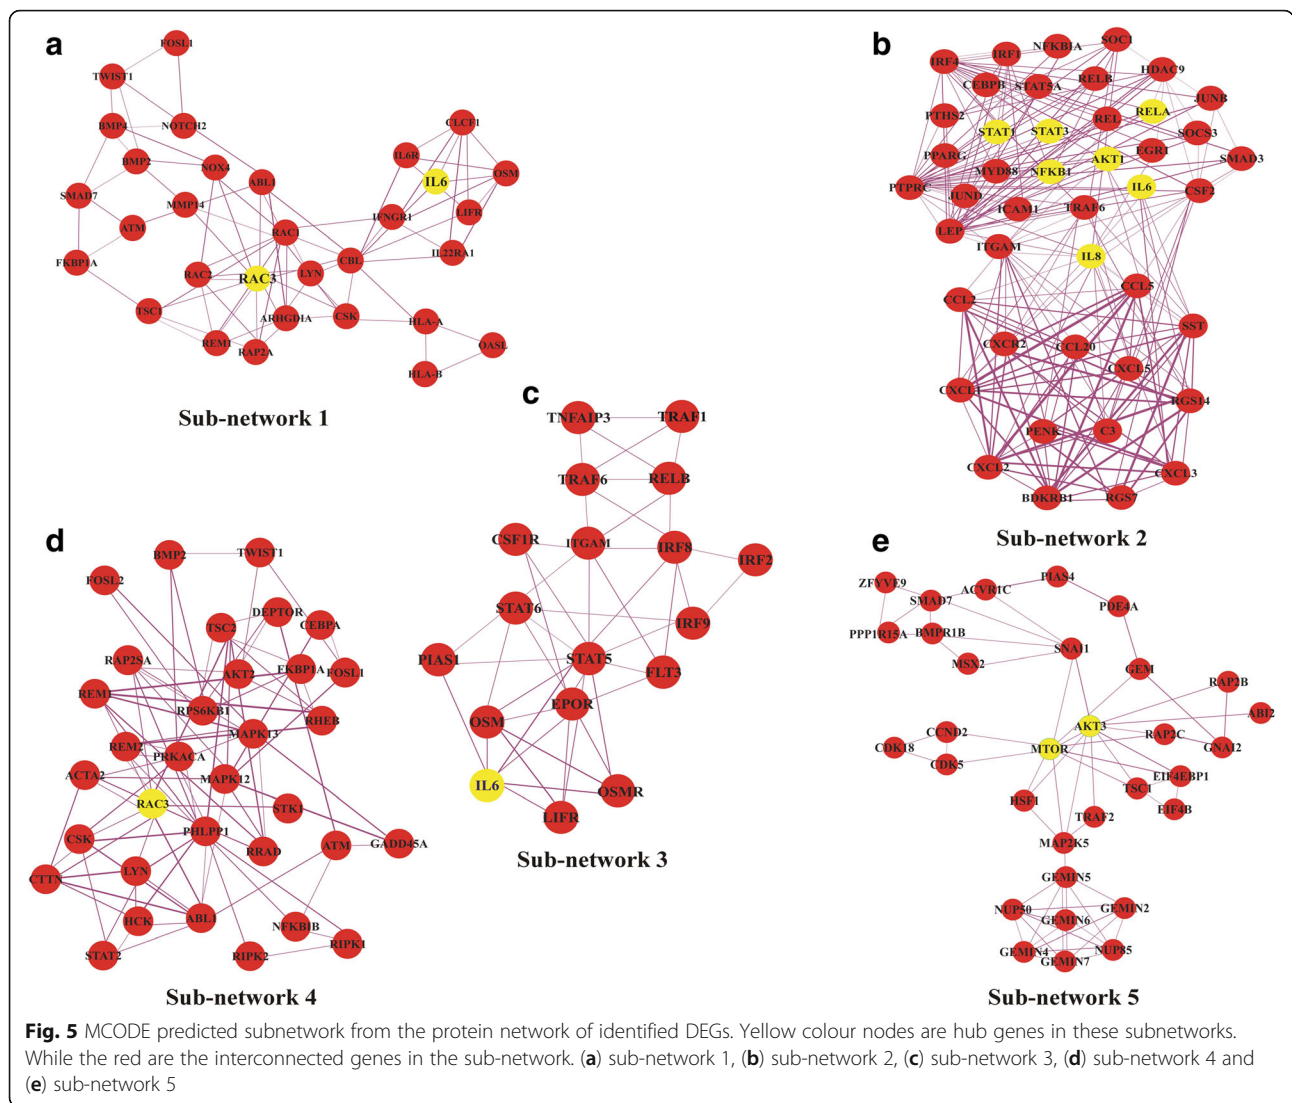 a
FOSL1
TWIST1
BMP4
NOTCH2
BMP2
NOX4
ABL1
SMAD7
MMP14
ATM
RAC1
FKBP1A
RAC2
RAC3
LYN
CBL
TSC1
ARHGDIA
CSK
REM1
RAP2A
CLCF1
IL6R
IL6
OSM
IFNGR1
LIFR
IL22RA1
HLA-A
OASL
HLA-B
Sub-network 1
b
SOC1
IRF4
IRF1
NFKBIA
HDAC9
CEBPB
STAT5A
RELB
JUNB
PTHS2
RELA
REL
STAT1
STAT3
SOCS3
EGR1
PPARG
AKT1
SMAD3
MYD88
NFKB1
PTPRC
JUND
IL6
CSF2
ICAM1
TRAF6
LEP
ITGAM
IL8
CCL5
CCL2
SST
CXCR2
CCL20
CXCL5
CXCL1
RGS14
PENK
C3
CXCL2
CXCL3
BDKRB1
RGS7
Sub-network 2
c
TNFAIP3
TRAF1
TRAF6
RELB
CSF1R
ITGAM
IRF8
IRF2
STAT6
IRF9
PIAS1
STAT5
FLT3
EPOR
OSM
IL6
OSMR
LIFR
Sub-network 3
d
BMP2
TWIST1
FOSL2
DEPTOR
TSC2
CEBPA
RAP2SA
AKT2
FKBP1A
FOSL1
REM1
RPS6KB1
RHEB
MAPK13
REM2
PRKACA
ACTA2
MAPK12
RAC3
STK1
PHLPP1
CSK
RRAD
ATM
GADD45A
CTTN
LYN
HCK
ABL1
NFKBIB
RIPK1
STAT2
RIPK2
Sub-network 4
e
ZFYVE9
ACVR1C
PIAS4
SMAD7
PDE4A
PPP1R15A
BMPR1B
SNAI1
MSX2
GEM
RAP2B
ABI2
AKT3
CCND2
RAP2C
CDK18
MTOR
GNAI2
CDK5
EIF4EBP1
TSC1
HSF1
EIF4B
TRAF2
MAP2K5
GEMIN5
NUP50
GEMIN2
GEMIN6
GEMIN4
NUP85
GEMIN7
Sub-network 5
Fig. 5 MCODE predicted subnetwork from the protein network of identified DEGs. Yellow colour nodes are hub genes in these subnetworks.
While the red are the interconnected genes in the sub-network. (a) sub-network 1, (b) sub-network 2, (c) sub-network 3, (d) sub-network 4 and
(e) sub-network 5